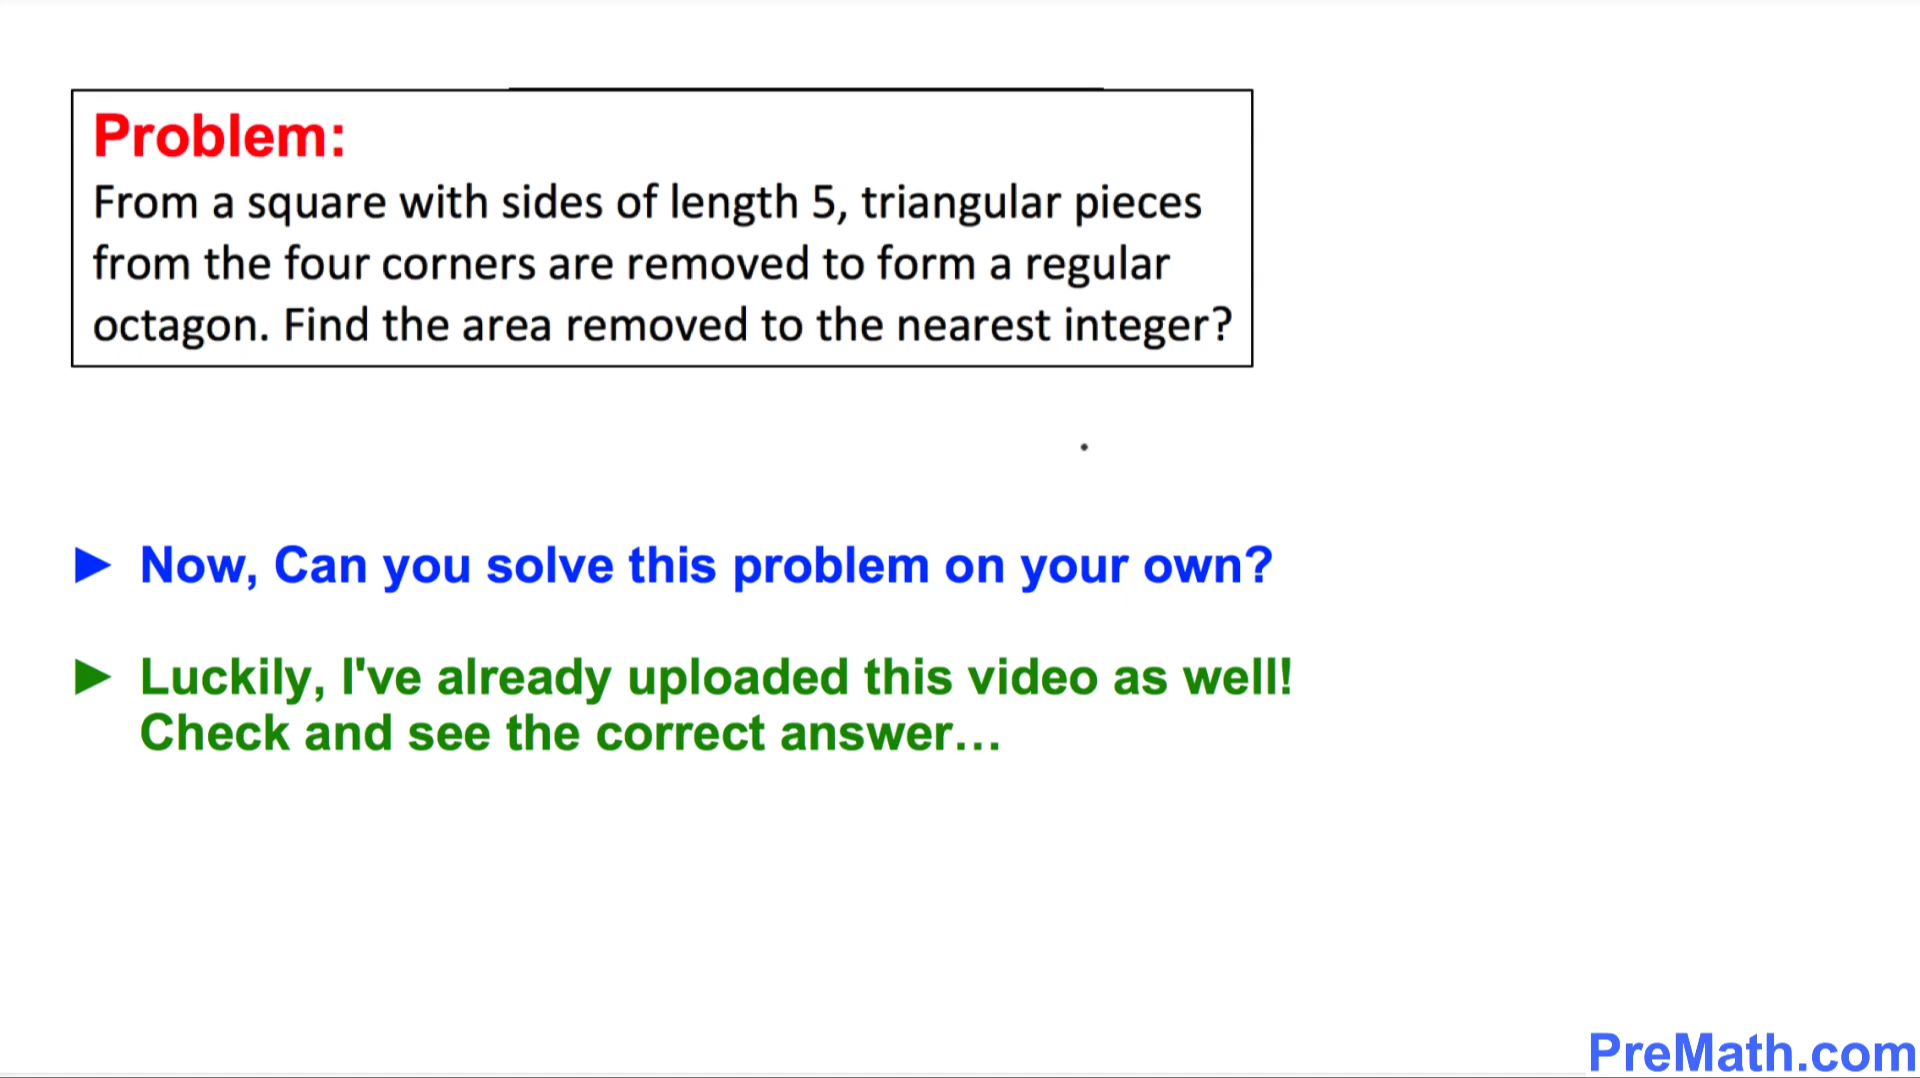 Problem:
From a square with sides of length 5, triangular pieces
from the four corners are removed to form a regular
octagon. Find the area removed to the nearest integer?
► Now, Can you solve this problem on your own?
► Luckily, I've already uploaded this video as well!
Check and see the correct answer...
PreMath.com